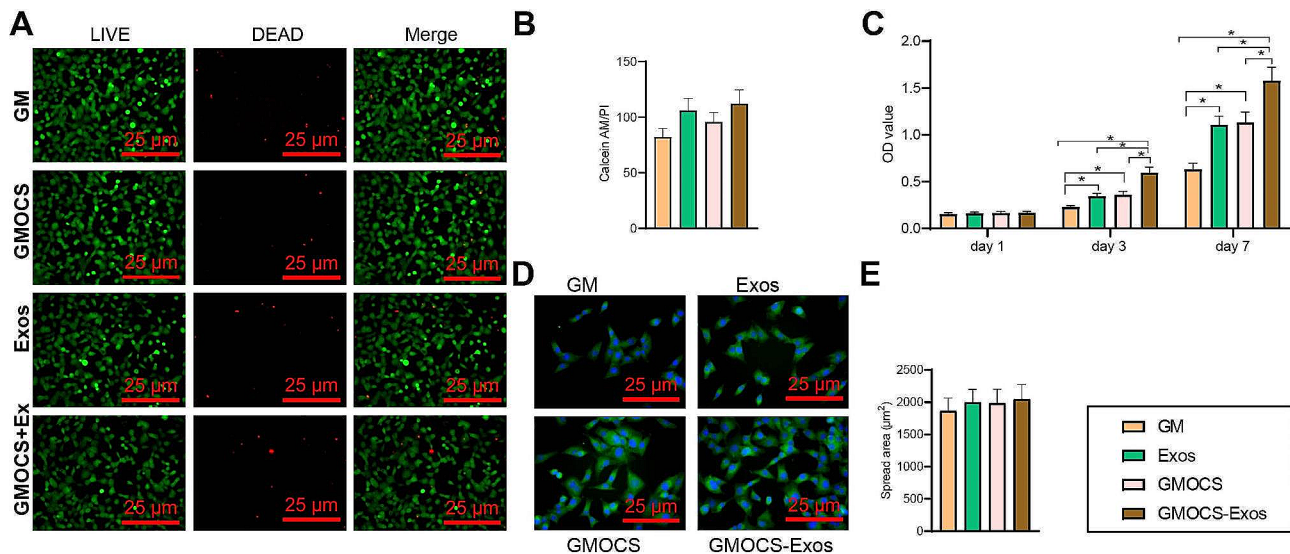 A
LIVE
DEAD
Merge
GM
25 µm
25 µm
25 µm
GMOCS
25 µm
25 µm
25 µm
Exos
25 µm
25 µm
25 µm
GMOCS+Ex
25 µm
25 µm
25 µm
B
Calcein AM/PI
150
100
50
0
C
OD value
2.0
1.5
1.0
0.5
0.0
* * * * *
* * * * *
day 1
day 3
day 7
D
GM
Exos
25 µm
25 µm
25 µm
25 µm
GMOCS
GMOCS-Exos
E
Spread area (µm²)
2500
2000
1500
1000
500
0
GM
Exos
GMOCS
GMOCS-Exos